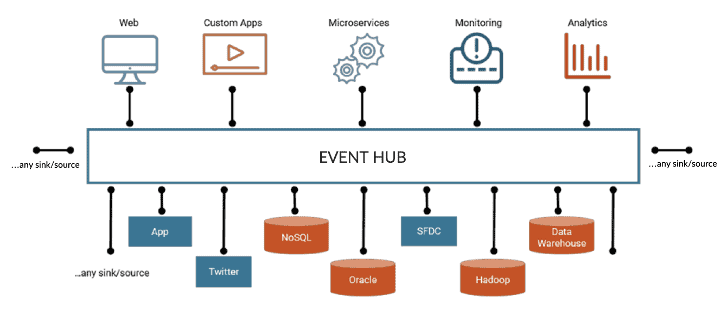 Web
Custom Apps
Microservices
Monitoring
Analytics
EVENT HUB
...any sink/source
...any sink/source
App
NoSQL
SFDC
Data
Warehouse
...any sink/source
Twitter
Oracle
Hadoop